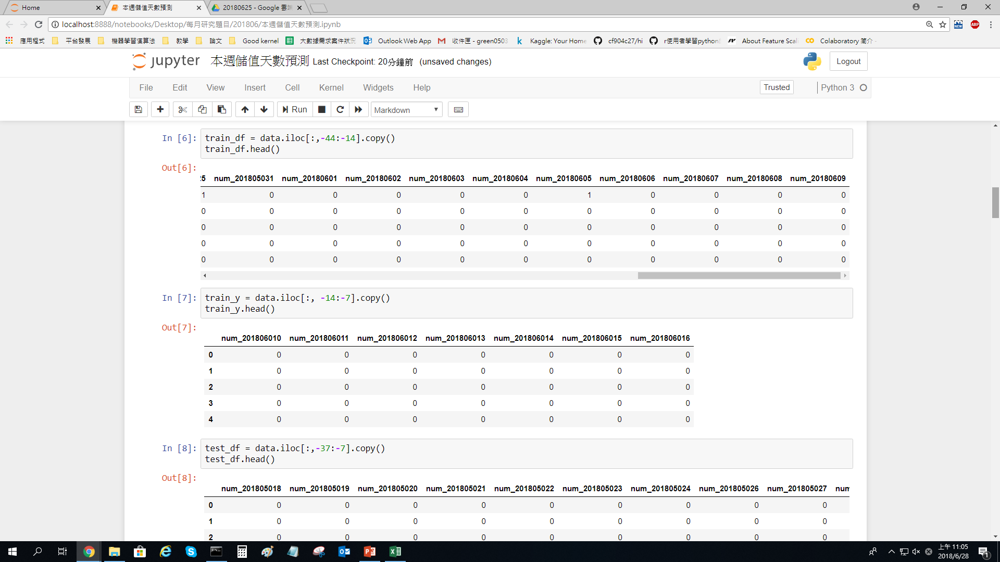 Home
本週儲值天數預測
20180625 - Google 雲端
localhost:8888/notebooks/Desktop/每月研究題目/201806/本週儲值天數預測.ipynb
應用程式 平台發展 機器學習演算法 教學 論文 Good kernel 大數據需求案件狀況 Outlook Web App 收件匣 - green0503 Kaggle: Your Home cf904c27/hi r使用者學習python About Feature Scal Colaboratory 簡介 -
jupyter 本週儲值天數預測 Last Checkpoint: 20分鐘前 (unsaved changes)
Logout
File Edit View Insert Cell Kernel Widgets Help Trusted Python 3
Run Markdown
In [6]: train_df = data.iloc[:,-44:-14].copy()
train_df.head()
Out[6]:
25 num_201805031 num_20180601 num_20180602 num_20180603 num_20180604 num_20180605 num_20180606 num_20180607 num_20180608 num_20180609
1 0 0 0 0 0 1 0 0 0 0
0 0 0 0 0 0 0 0 0 0 0
0 0 0 0 0 0 0 0 0 0 0
0 0 0 0 0 0 0 0 0 0 0
0 0 0 0 0 0 0 0 0 0 0
In [7]: train_y = data.iloc[:, -14:-7].copy()
train_y.head()
Out[7]:
num_201806010 num_201806011 num_201806012 num_201806013 num_201806014 num_201806015 num_201806016
0 0 0 0 0 0 0 0
1 0 0 0 0 0 0 0
2 0 0 0 0 0 0 0
3 0 0 0 0 0 0 0
4 0 0 0 0 0 0 0
In [8]: test_df = data.iloc[:,-37:-7].copy()
test_df.head()
Out[8]:
num_201805018 num_201805019 num_201805020 num_201805021 num_201805022 num_201805023 num_201805024 num_201805026 num_201805027 num
0 0 0 0 0 0 0 0 0 0
1 0 0 0 0 0 0 0 0 0
2 0 0 0 0 0 0 0 0 0
上午 11:05
2018/6/28
1